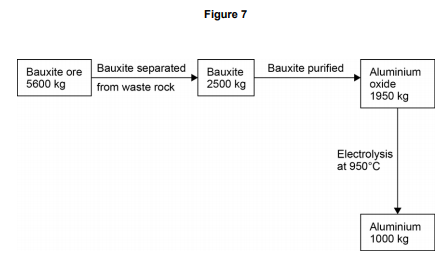 Figure 7
Bauxite ore
5600 kg
Bauxite separated
from waste rock
Bauxite
2500 kg
Bauxite purified
Aluminium
oxide
1950 kg
Electrolysis
at 950°C
Aluminium
1000 kg